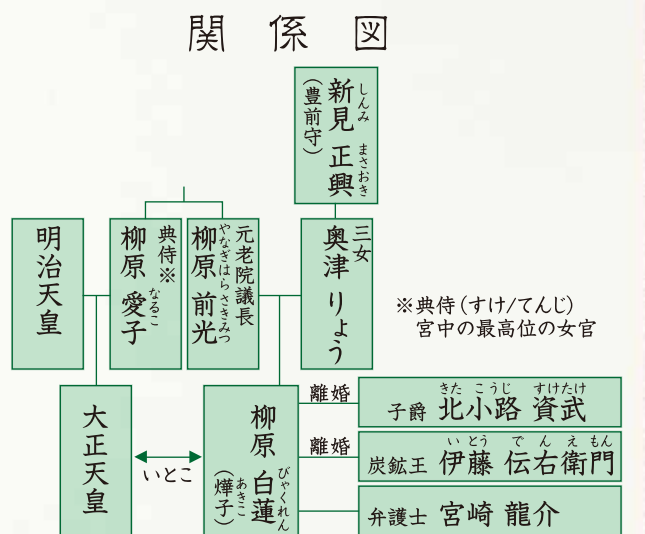 関係図
新見 正興
しんみ まさおき
(豊前守)
三女
奥津 りょう
元老院議長
柳原 前光
やなぎはらさきみつ
典侍※
柳原 愛子
なるこ
明治天皇
※典侍(すけ/てんじ)
宮中の最高位の女官
大正天皇
いとこ
柳原 白蓮
びゃくれん
(燁子)
あきこ
離婚
きた こうじ すけたけ
子爵 北小路 資武
離婚
い とう で ん え もん
炭鉱王 伊藤 伝右衛門
弁護士 宮崎 龍介